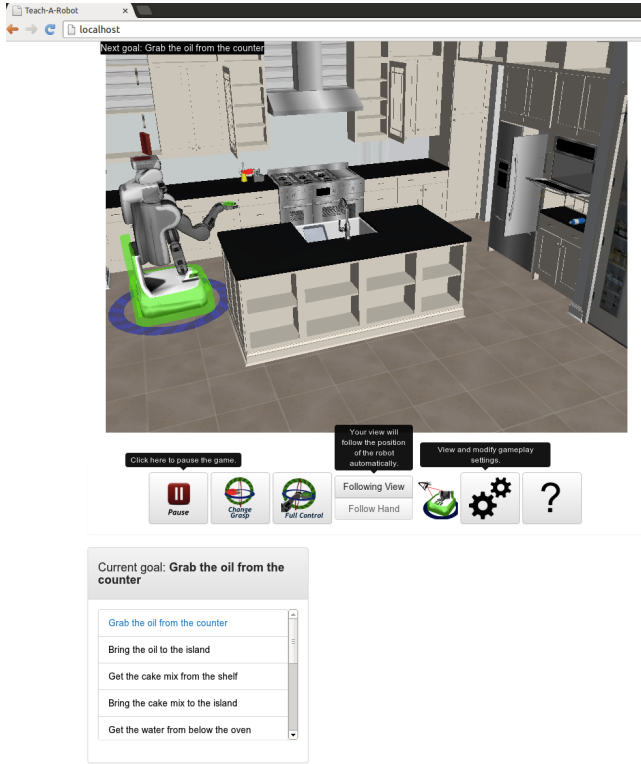 Teach-A-Robot
localhost
Next goal: Grab the oil from the counter
Your view will
follow the position
of the robot
automatically.
Click here to pause the game.
View and modify gameplay
settings.
Pause
Change
Grasp
Full Control
Following View
Follow Hand
?
Current goal: Grab the oil from the
counter
Grab the oil from the counter
Bring the oil to the island
Get the cake mix from the shelf
Bring the cake mix to the island
Get the water from below the oven